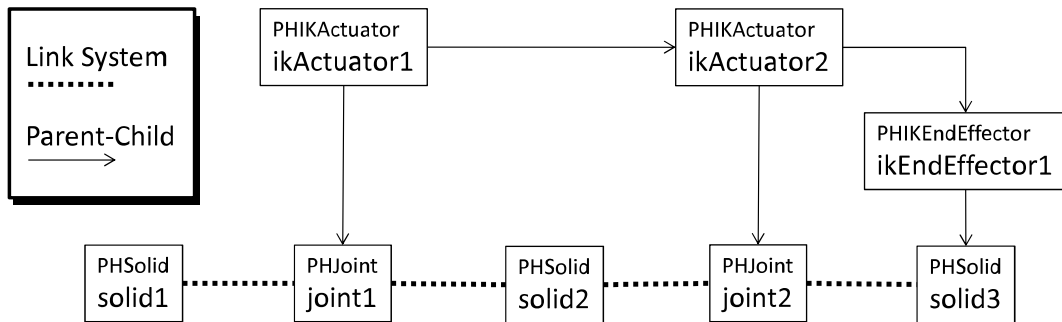 Link System
Parent-Child
PHIKActuator
ikActuator1
PHIKActuator
ikActuator2
PHIKEndEffector
ikEndEffector1
PHSolid
solid1
PHJoint
joint1
PHSolid
solid2
PHJoint
joint2
PHSolid
solid3